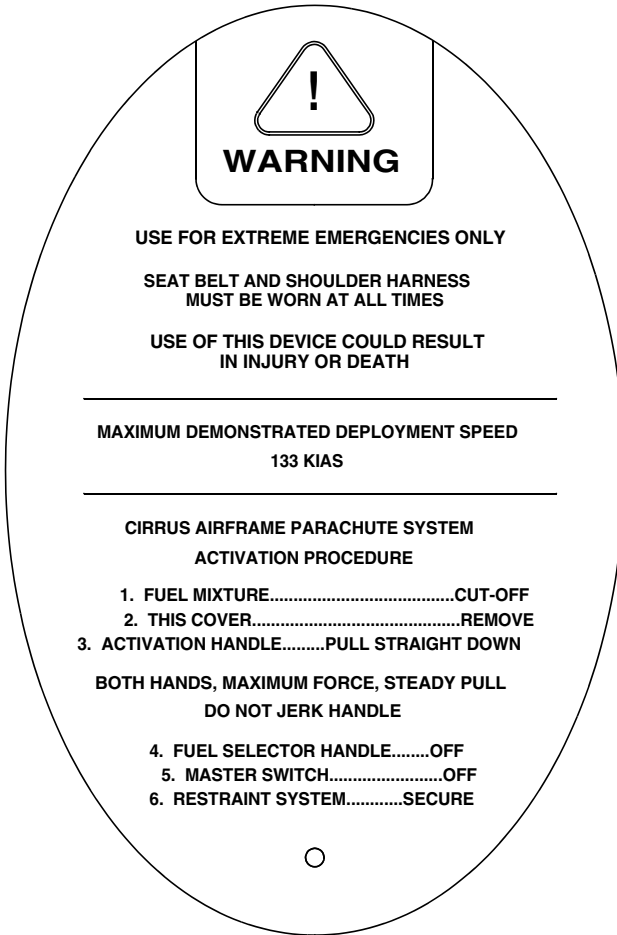 !
WARNING
USE FOR EXTREME EMERGENCIES ONLY
SEAT BELT AND SHOULDER HARNESS
MUST BE WORN AT ALL TIMES
USE OF THIS DEVICE COULD RESULT
IN INJURY OR DEATH
MAXIMUM DEMONSTRATED DEPLOYMENT SPEED
133 KIAS
CIRRUS AIRFRAME PARACHUTE SYSTEM
ACTIVATION PROCEDURE
1. FUEL MIXTURE.......................................CUT-OFF
2. THIS COVER............................................REMOVE
3. ACTIVATION HANDLE.........PULL STRAIGHT DOWN
BOTH HANDS, MAXIMUM FORCE, STEADY PULL
DO NOT JERK HANDLE
4. FUEL SELECTOR HANDLE........OFF
5. MASTER SWITCH........................OFF
6. RESTRAINT SYSTEM............SECURE